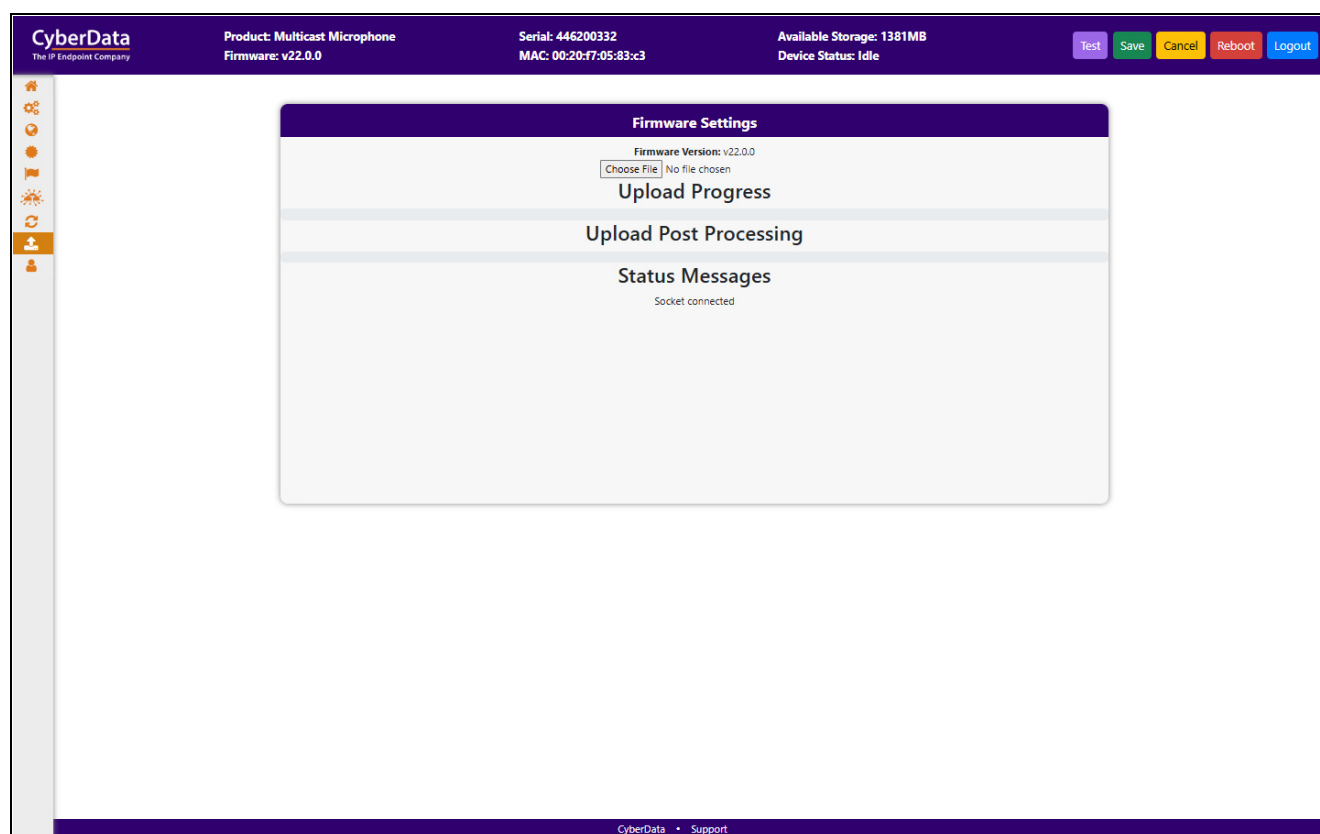 CyberData
The IP Endpoint Company
Product: Multicast Microphone
Firmware: v22.0.0
Serial: 446200332
MAC: 00:20:f7:05:83:c3
Available Storage: 1381MB
Device Status: Idle
Test Save Cancel Reboot Logout
Firmware Settings
Firmware Version: v22.0.0
Choose File No file chosen
Upload Progress
Upload Post Processing
Status Messages
Socket connected
CyberData • Support